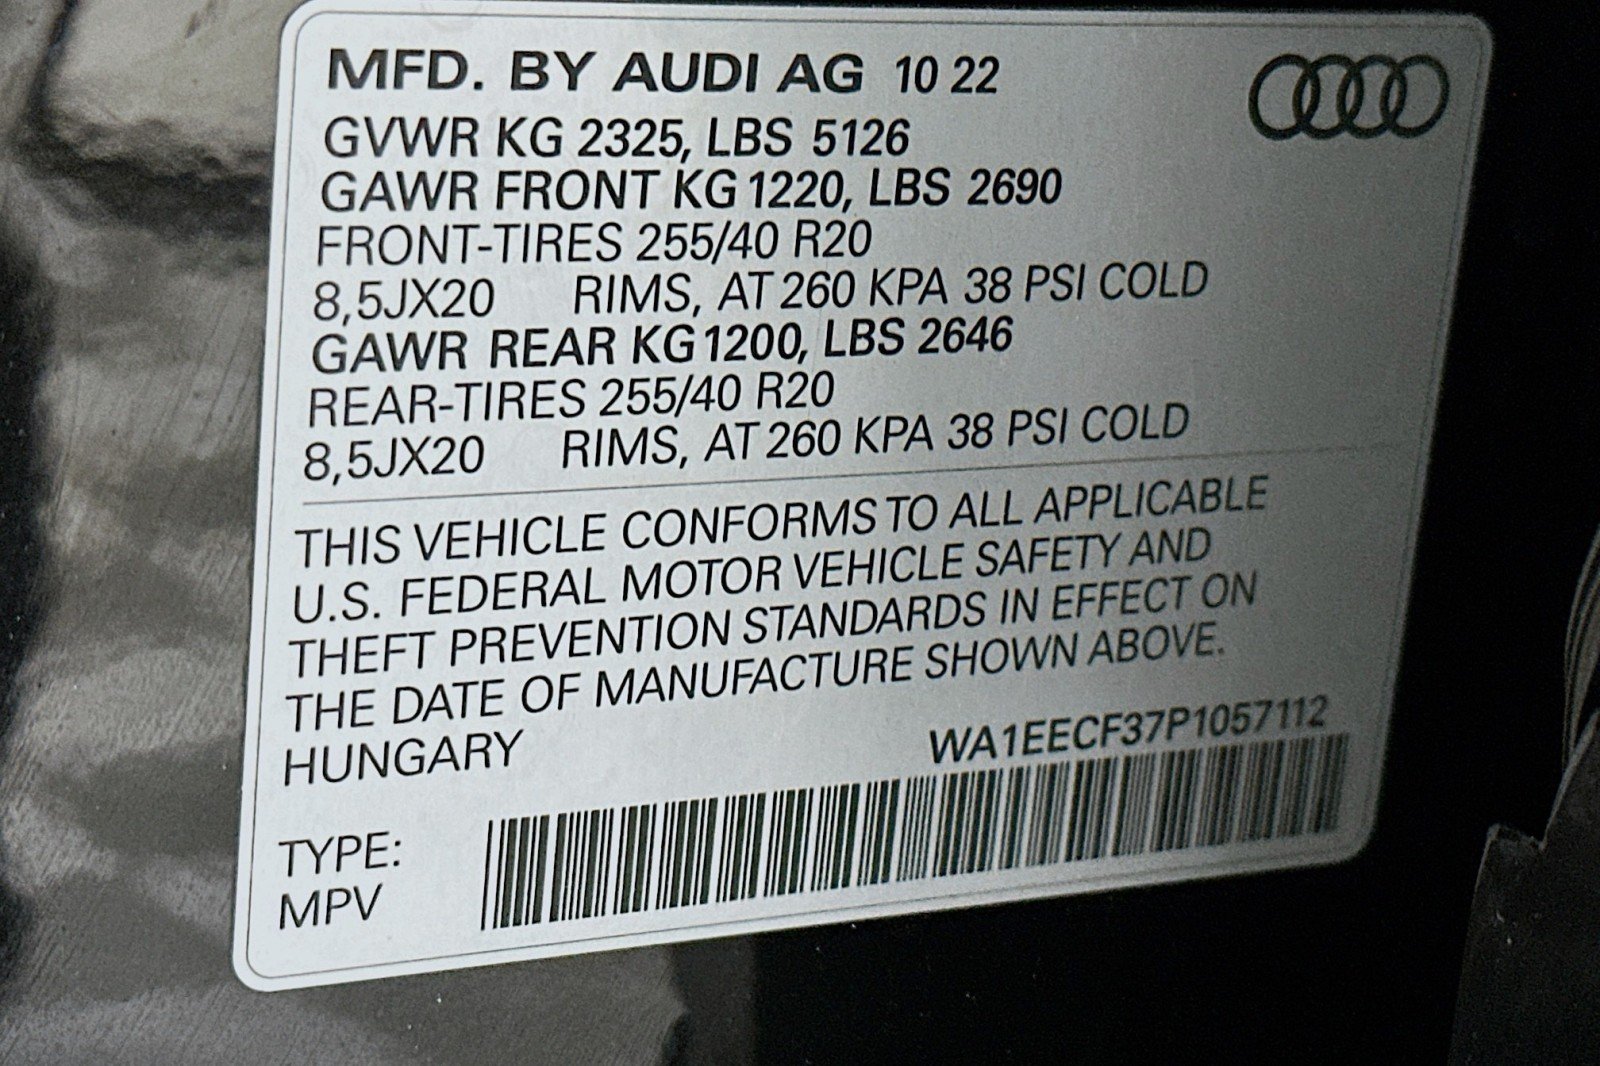 MFD. BY AUDI AG 10 22
GVWR KG 2325, LBS 5126
GAWR FRONT KG 1220, LBS 2690
FRONT-TIRES 255/40 R20
8,5JX20 RIMS, AT 260 KPA 38 PSI COLD
GAWR REAR KG 1200, LBS 2646
REAR-TIRES 255/40 R20
8,5JX20 RIMS, AT 260 KPA 38 PSI COLD
THIS VEHICLE CONFORMS TO ALL APPLICABLE
U.S. FEDERAL MOTOR VEHICLE SAFETY AND
THEFT PREVENTION STANDARDS IN EFFECT ON
THE DATE OF MANUFACTURE SHOWN ABOVE.
HUNGARY WA1EECF37P1057112
TYPE:
MPV